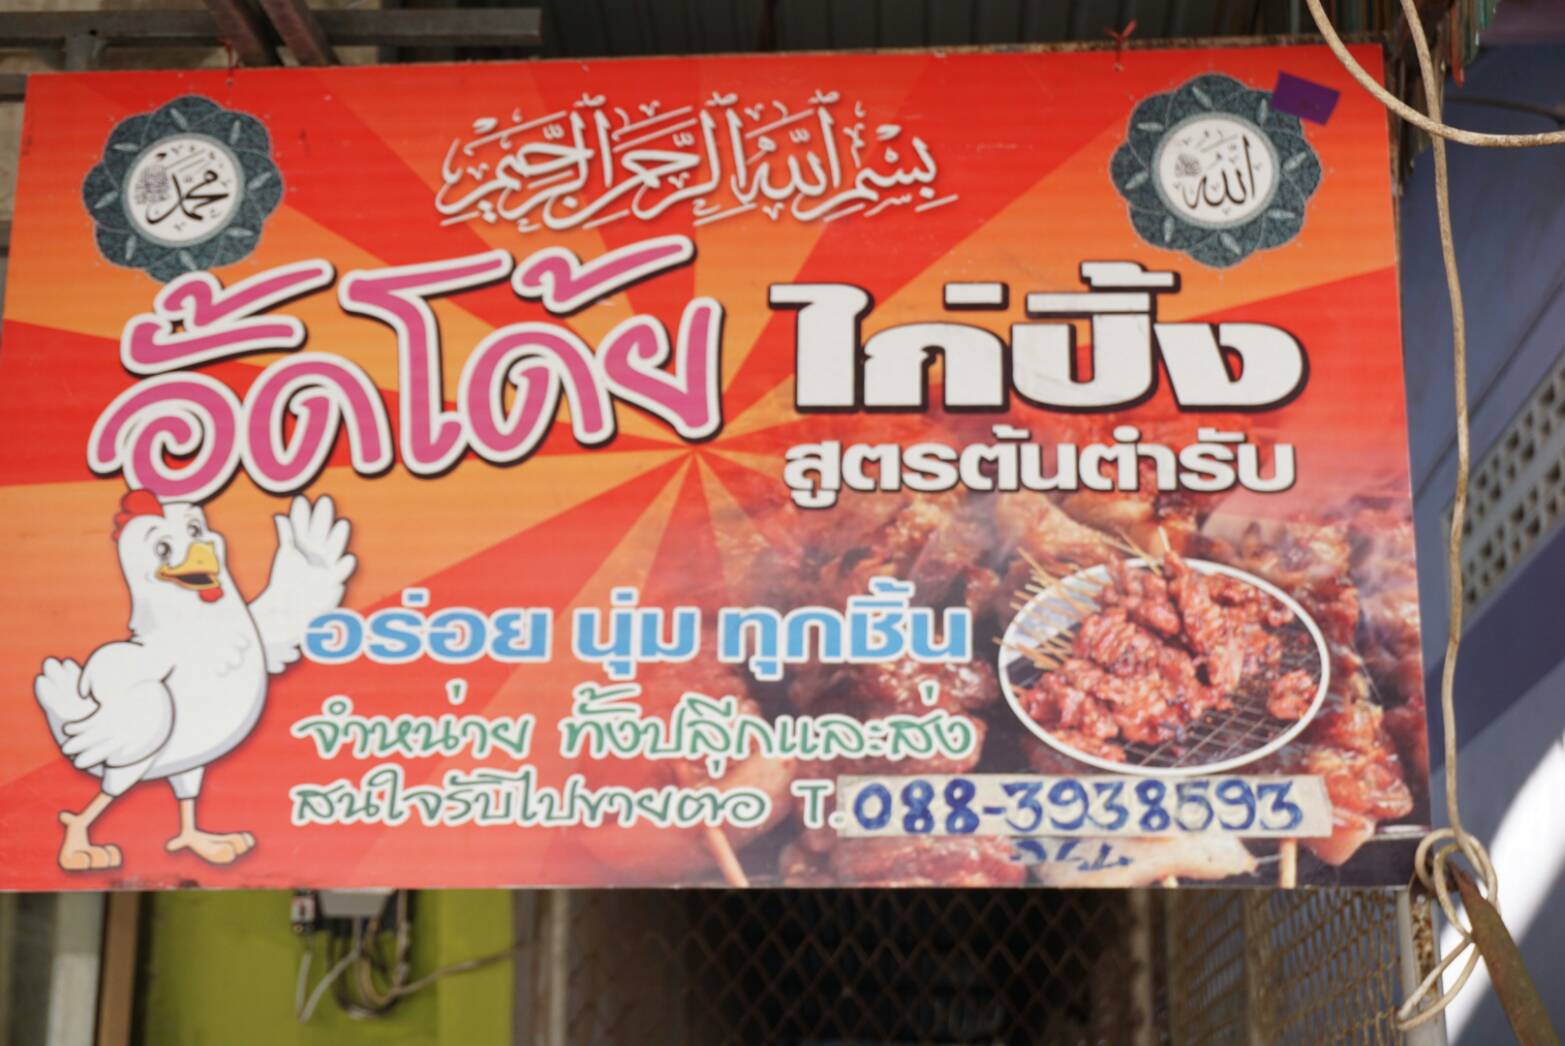 محمد
بِسْمِ اللهِ الرَّحْمٰنِ الرَّحِيْمِ
الله
อั๊ดโด้ย ไก่ปิ้ง
สูตรต้นตำรับ
อร่อย นุ่ม ทุกชิ้น
จำหน่าย ทั้งปลีกและส่ง
สนใจรับไปขายต่อ T.088-3938593